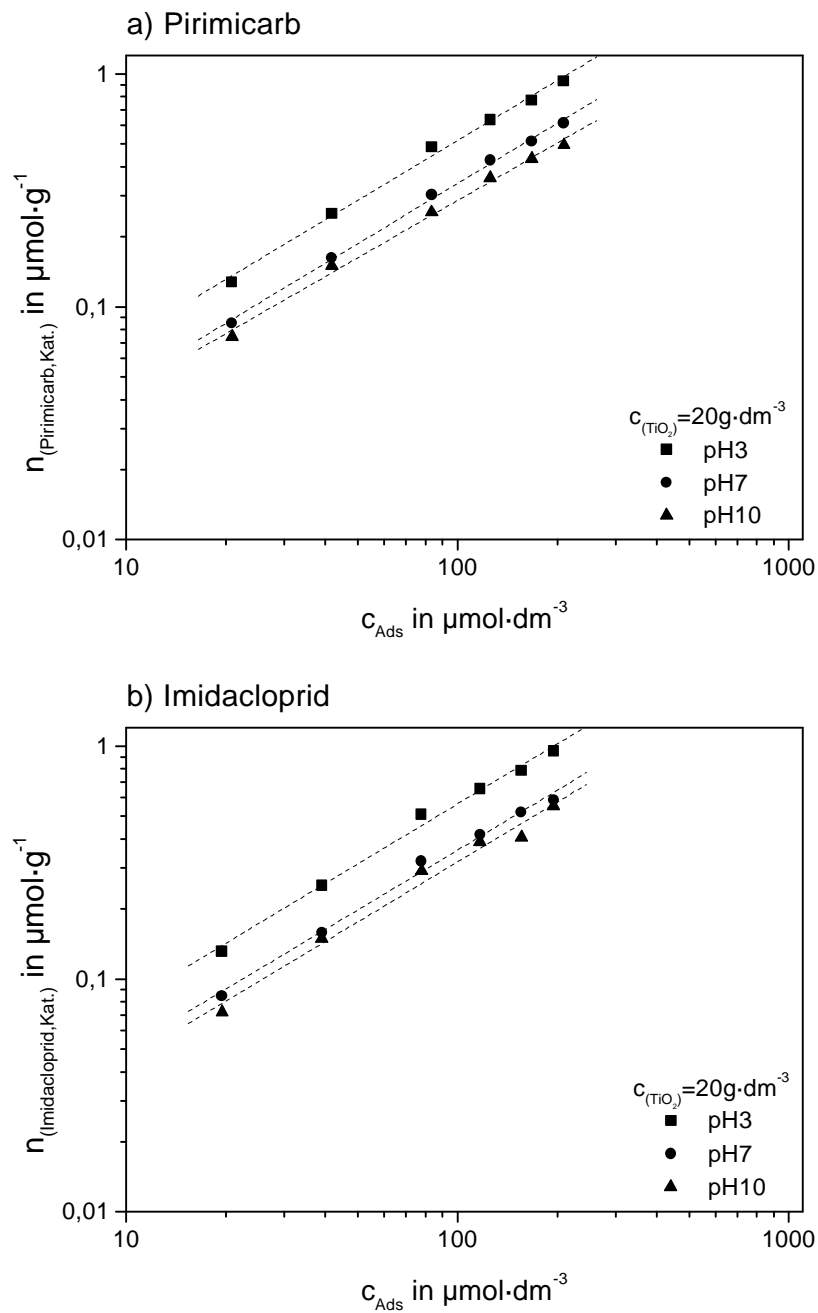 a) Pirimicarb
1
0,1
0,01
n(Pirimicarb,Kat.) in µmol·g-1
c(TiO2)=20g·dm-3
pH3
pH7
pH10
10 100 1000
cAds in µmol·dm-3
b) Imidacloprid
1
0,1
0,01
n(Imidacloprid,Kat.) in µmol·g-1
c(TiO2)=20g·dm-3
pH3
pH7
pH10
10 100 1000
cAds in µmol·dm-3